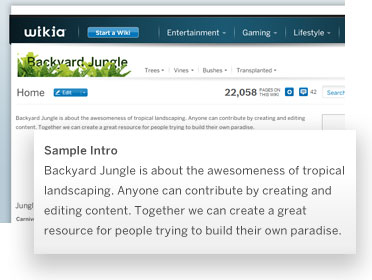 wikia Start a Wiki Entertainment Gaming Lifestyle
Backyard Jungle
Trees Vines Bushes Transplanted
Home Edit 22,058 PAGES ON THIS WIKI 42 Search
Backyard Jungle is about the awesomeness of tropical landscaping. Anyone can contribute by creating and editing
content. Together we can create a great resource for people trying to build their own paradise.
Sample Intro
Backyard Jungle is about the awesomeness of tropical
landscaping. Anyone can contribute by creating and
editing content. Together we can create a great
resource for people trying to build their own paradise.